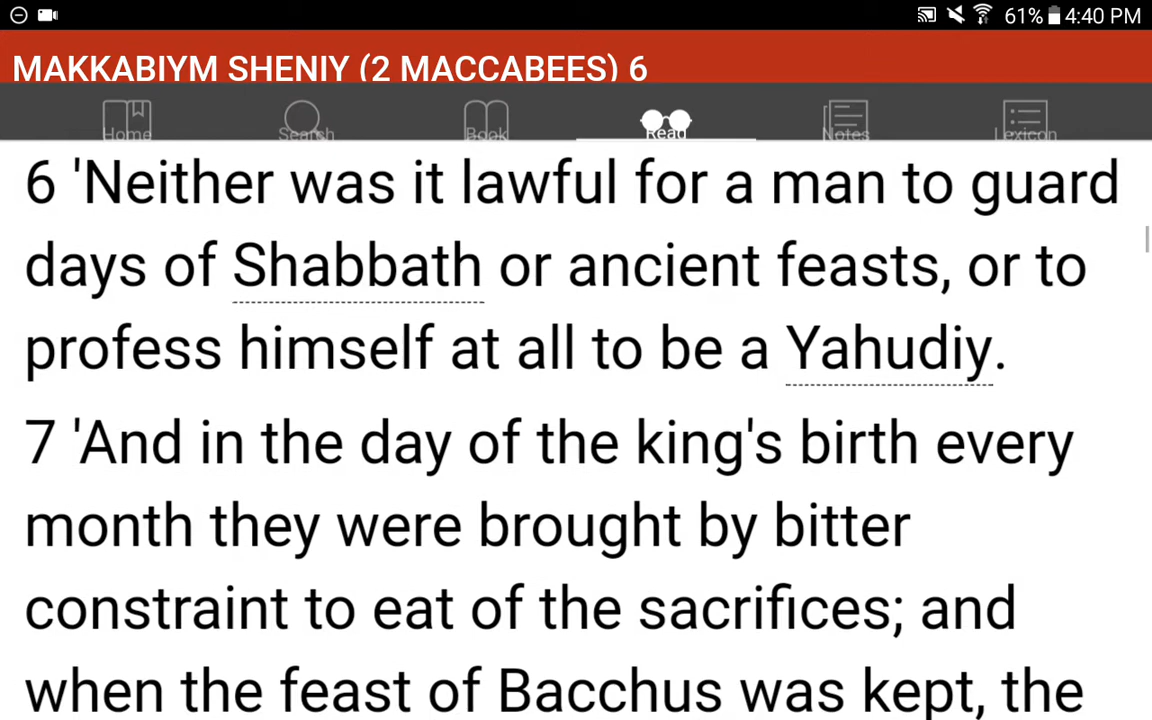 61% 4:40 PM
MAKKABIYM SHENIY (2 MACCABEES) 6
Home Search Book Read Notes Lexicon
6 'Neither was it lawful for a man to guard
days of Shabbath or ancient feasts, or to
profess himself at all to be a Yahudiy.
7 'And in the day of the king's birth every
month they were brought by bitter
constraint to eat of the sacrifices; and
when the feast of Bacchus was kept, the